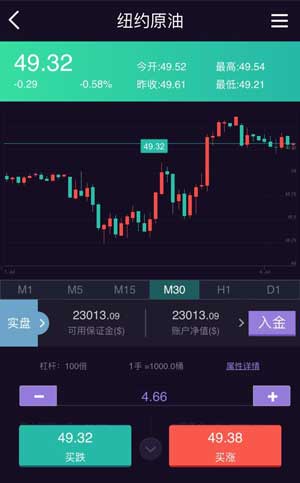 纽约原油
49.32
今开:49.52 最高:49.54
-0.29 -0.58% 昨收:49.61 最低:49.21
49.32
M1 M5 M15 M30 H1 D1
实盘 23013.09 23013.09 入金
可用保证金($) 账户净值($)
杠杆: 100倍 1手 =1000.0桶 属性详情
4.66
49.32 49.38
买跌 买涨